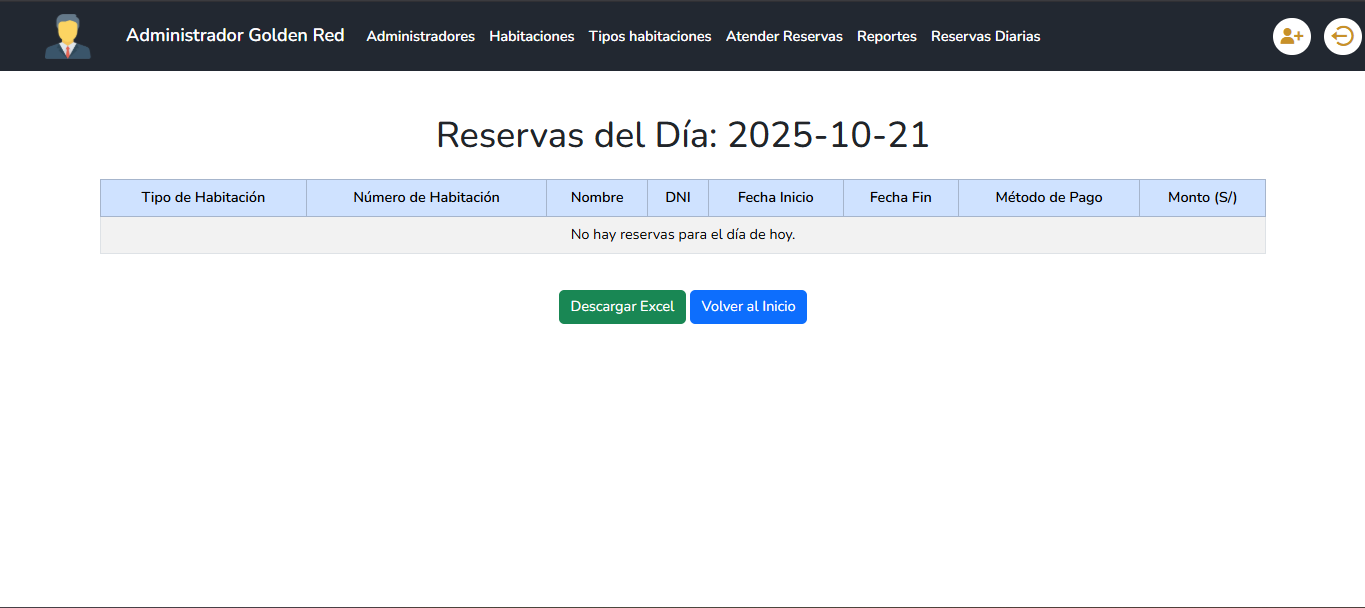 Administrador Golden Red Administradores Habitaciones Tipos habitaciones Atender Reservas Reportes Reservas Diarias
Reservas del Día: 2025-10-21
Tipo de Habitación Número de Habitación Nombre DNI Fecha Inicio Fecha Fin Método de Pago Monto (S/)
No hay reservas para el día de hoy.
Descargar Excel Volver al Inicio